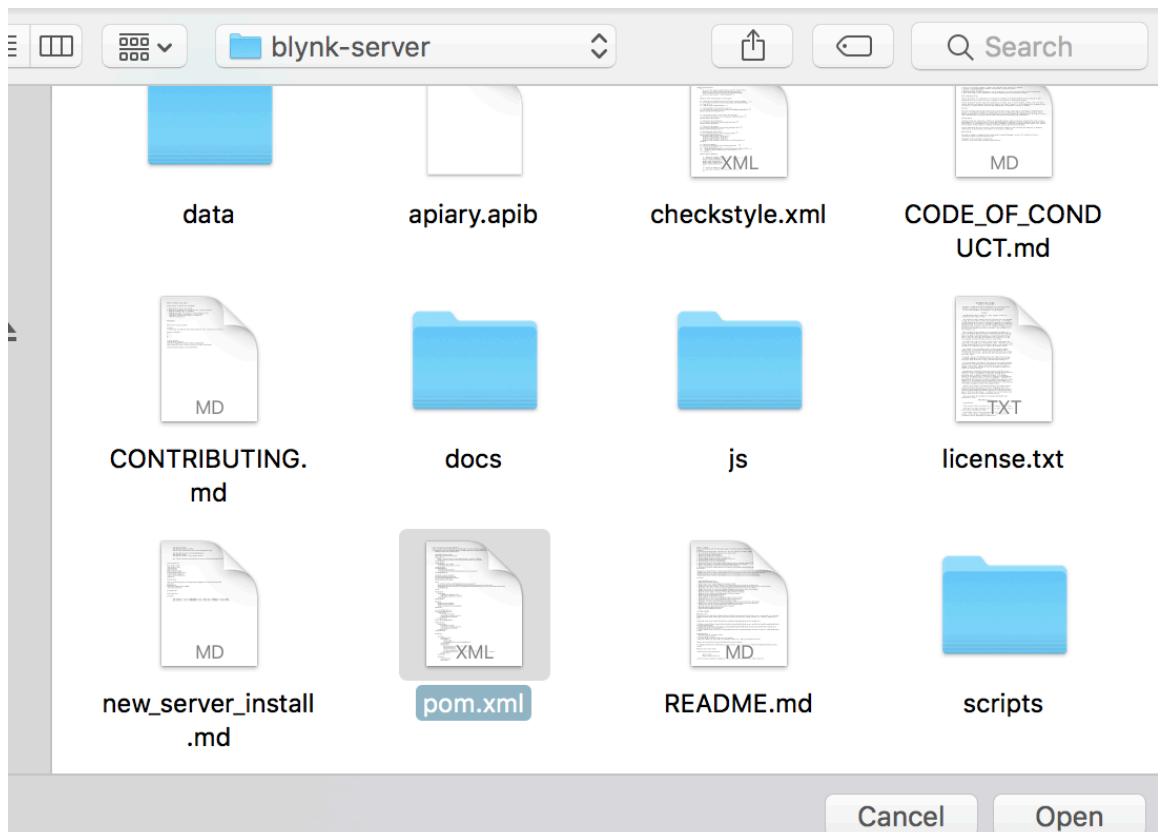 blynk-server
Search
XML
MD
data
apiary.apib
checkstyle.xml
CODE_OF_COND
UCT.md
MD
TXT
CONTRIBUTING.
md
docs
js
license.txt
MD
XML
MD
new_server_install
.md
pom.xml
README.md
scripts
Cancel
Open